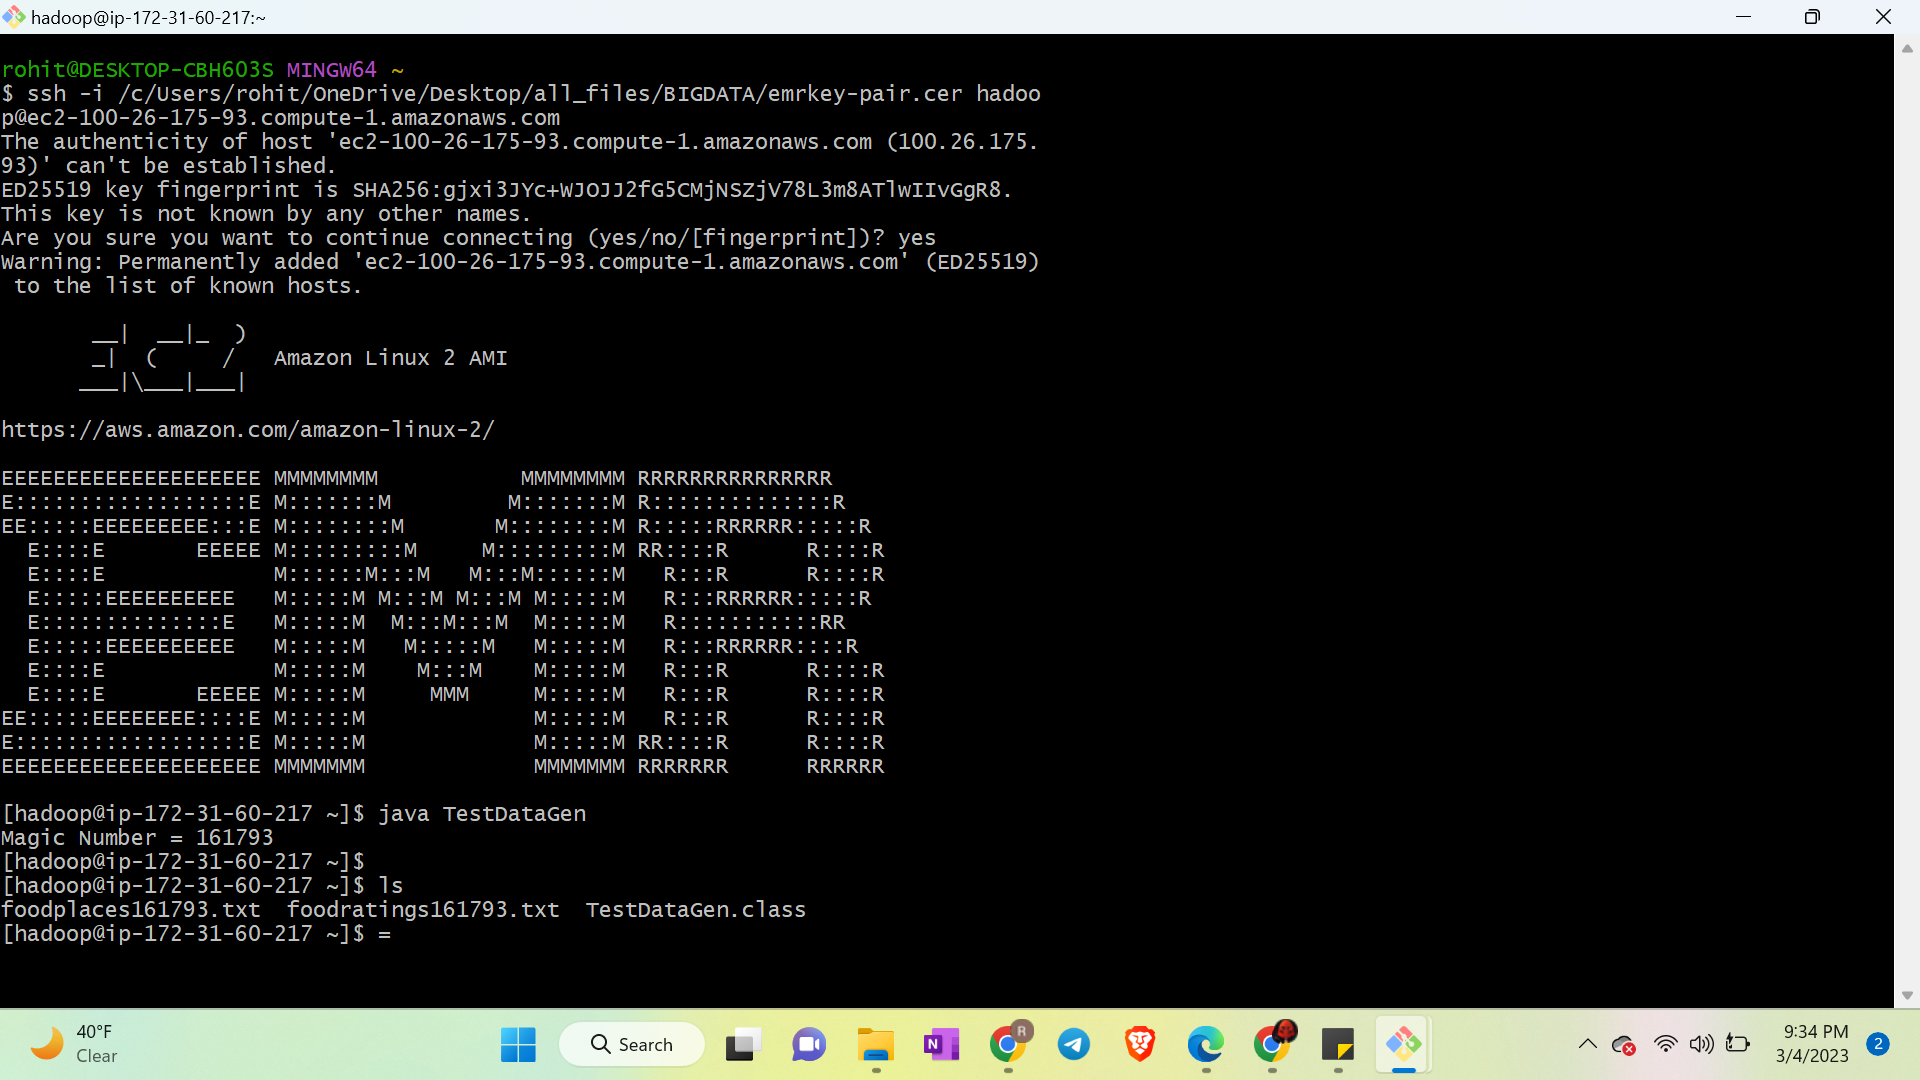 hadoop@ip-172-31-60-217:~
rohit@DESKTOP-CBH603S MINGW64 ~
$ ssh -i /c/Users/rohit/OneDrive/Desktop/all_files/BIGDATA/emrkey-pair.cer hadoo
p@ec2-100-26-175-93.compute-1.amazonaws.com
The authenticity of host 'ec2-100-26-175-93.compute-1.amazonaws.com (100.26.175.
93)' can't be established.
ED25519 key fingerprint is SHA256:gjxi3JYc+WJOJJ2fG5CMjNSZjV78L3m8ATlwIIvGgR8.
This key is not known by any other names.
Are you sure you want to continue connecting (yes/no/[fingerprint])? yes
Warning: Permanently added 'ec2-100-26-175-93.compute-1.amazonaws.com' (ED25519)
 to the list of known hosts.
       __|  __|_  )
       _|  (     /   Amazon Linux 2 AMI
      ___|\___|___|
https://aws.amazon.com/amazon-linux-2/
EEEEEEEEEEEEEEEEEEEE MMMMMMMM           MMMMMMMM RRRRRRRRRRRRRRR
E::::::::::::::::::E M:::::::M         M:::::::M R::::::::::::::R
EE:::::EEEEEEEEE:::E M::::::::M       M::::::::M R:::::RRRRRR:::::R
  E::::E       EEEEE M:::::::::M     M:::::::::M RR::::R      R::::R
  E::::E             M::::::M:::M   M:::M::::::M   R:::R      R::::R
  E:::::EEEEEEEEEE   M:::::M M:::M M:::M M:::::M   R:::RRRRRR:::::R
  E::::::::::::::E   M:::::M  M:::M:::M  M:::::M   R:::::::::::RR
  E:::::EEEEEEEEEE   M:::::M   M:::::M   M:::::M   R:::RRRRRR::::R
  E::::E             M:::::M    M:::M    M:::::M   R:::R      R::::R
  E::::E       EEEEE M:::::M     MMM     M:::::M   R:::R      R::::R
EE:::::EEEEEEEE::::E M:::::M             M:::::M   R:::R      R::::R
E::::::::::::::::::E M:::::M             M:::::M RR::::R      R::::R
EEEEEEEEEEEEEEEEEEEE MMMMMMM             MMMMMMM RRRRRRR      RRRRRR
[hadoop@ip-172-31-60-217 ~]$ java TestDataGen
Magic Number = 161793
[hadoop@ip-172-31-60-217 ~]$
[hadoop@ip-172-31-60-217 ~]$ ls
foodplaces161793.txt  foodratings161793.txt  TestDataGen.class
[hadoop@ip-172-31-60-217 ~]$ =
40°F
Clear
Search
N
R
9:34 PM
3/4/2023
2